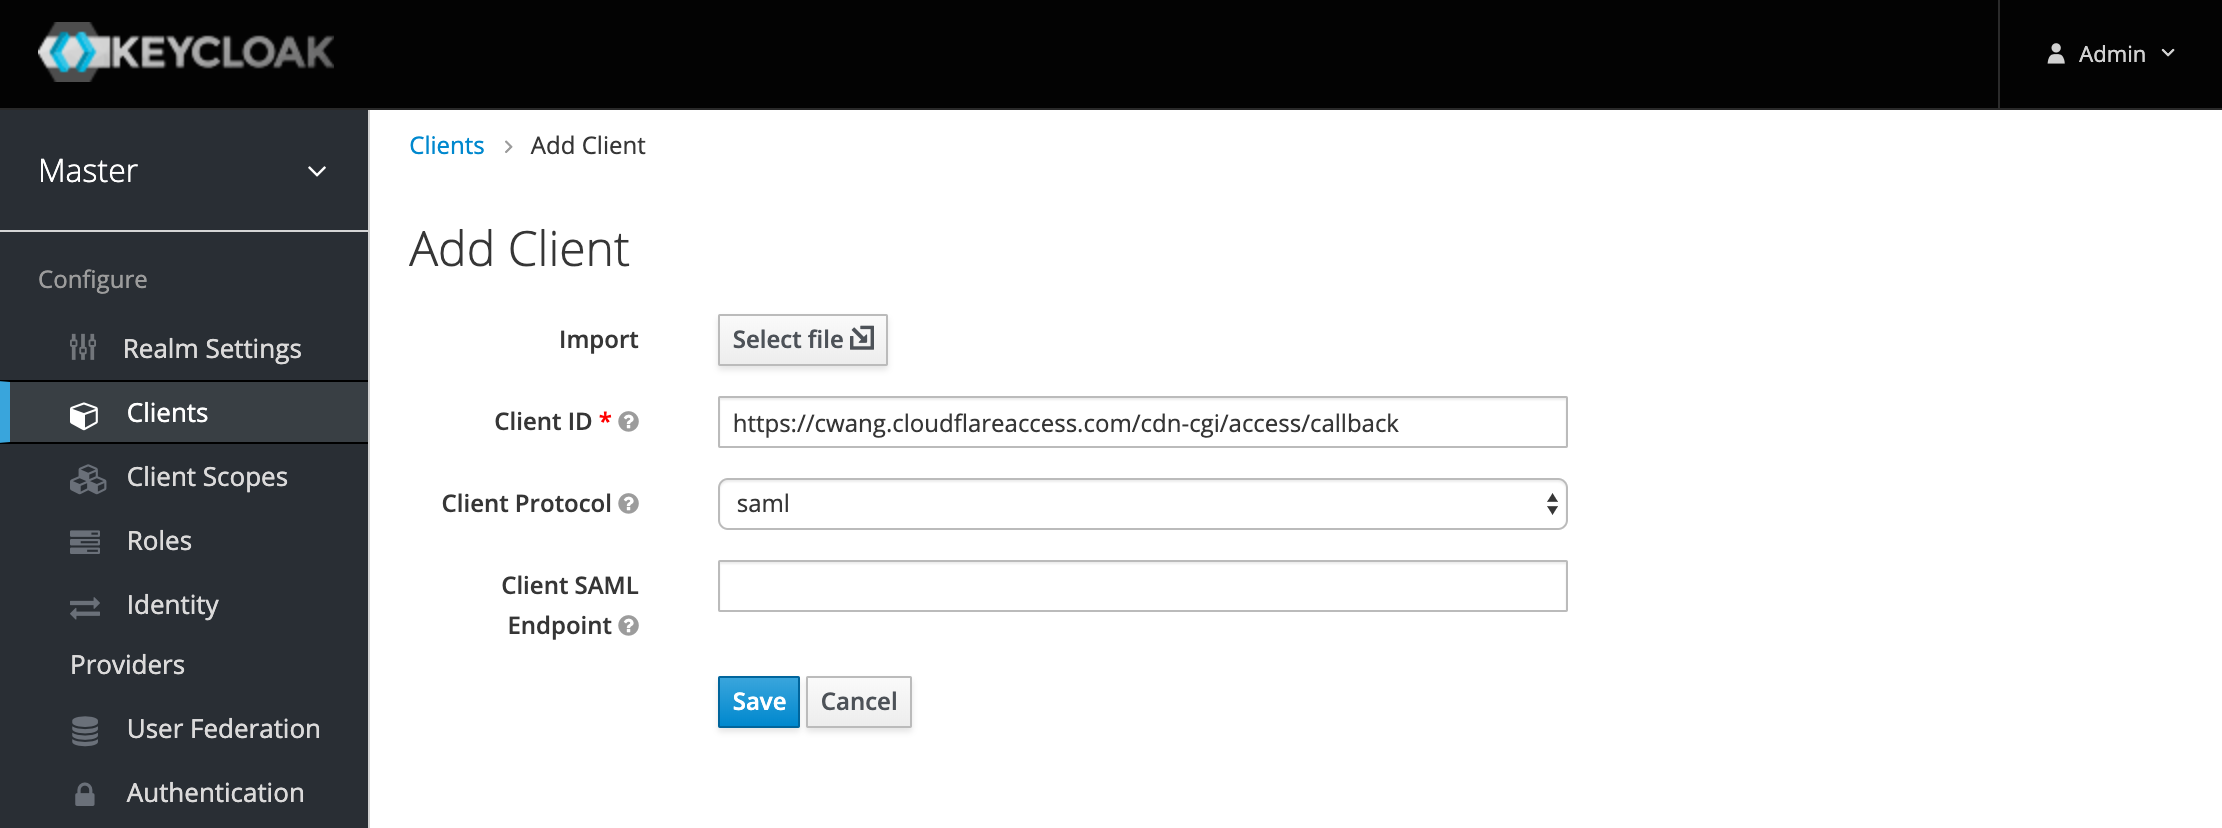 KEYCLOAK
Admin
Master
Configure
Realm Settings
Clients
Client Scopes
Roles
Identity
Providers
User Federation
Authentication
Clients > Add Client
Add Client
Import
Select file
Client ID *
https://cwang.cloudflareaccess.com/cdn-cgi/access/callback
Client Protocol
saml
Client SAML
Endpoint
Save
Cancel